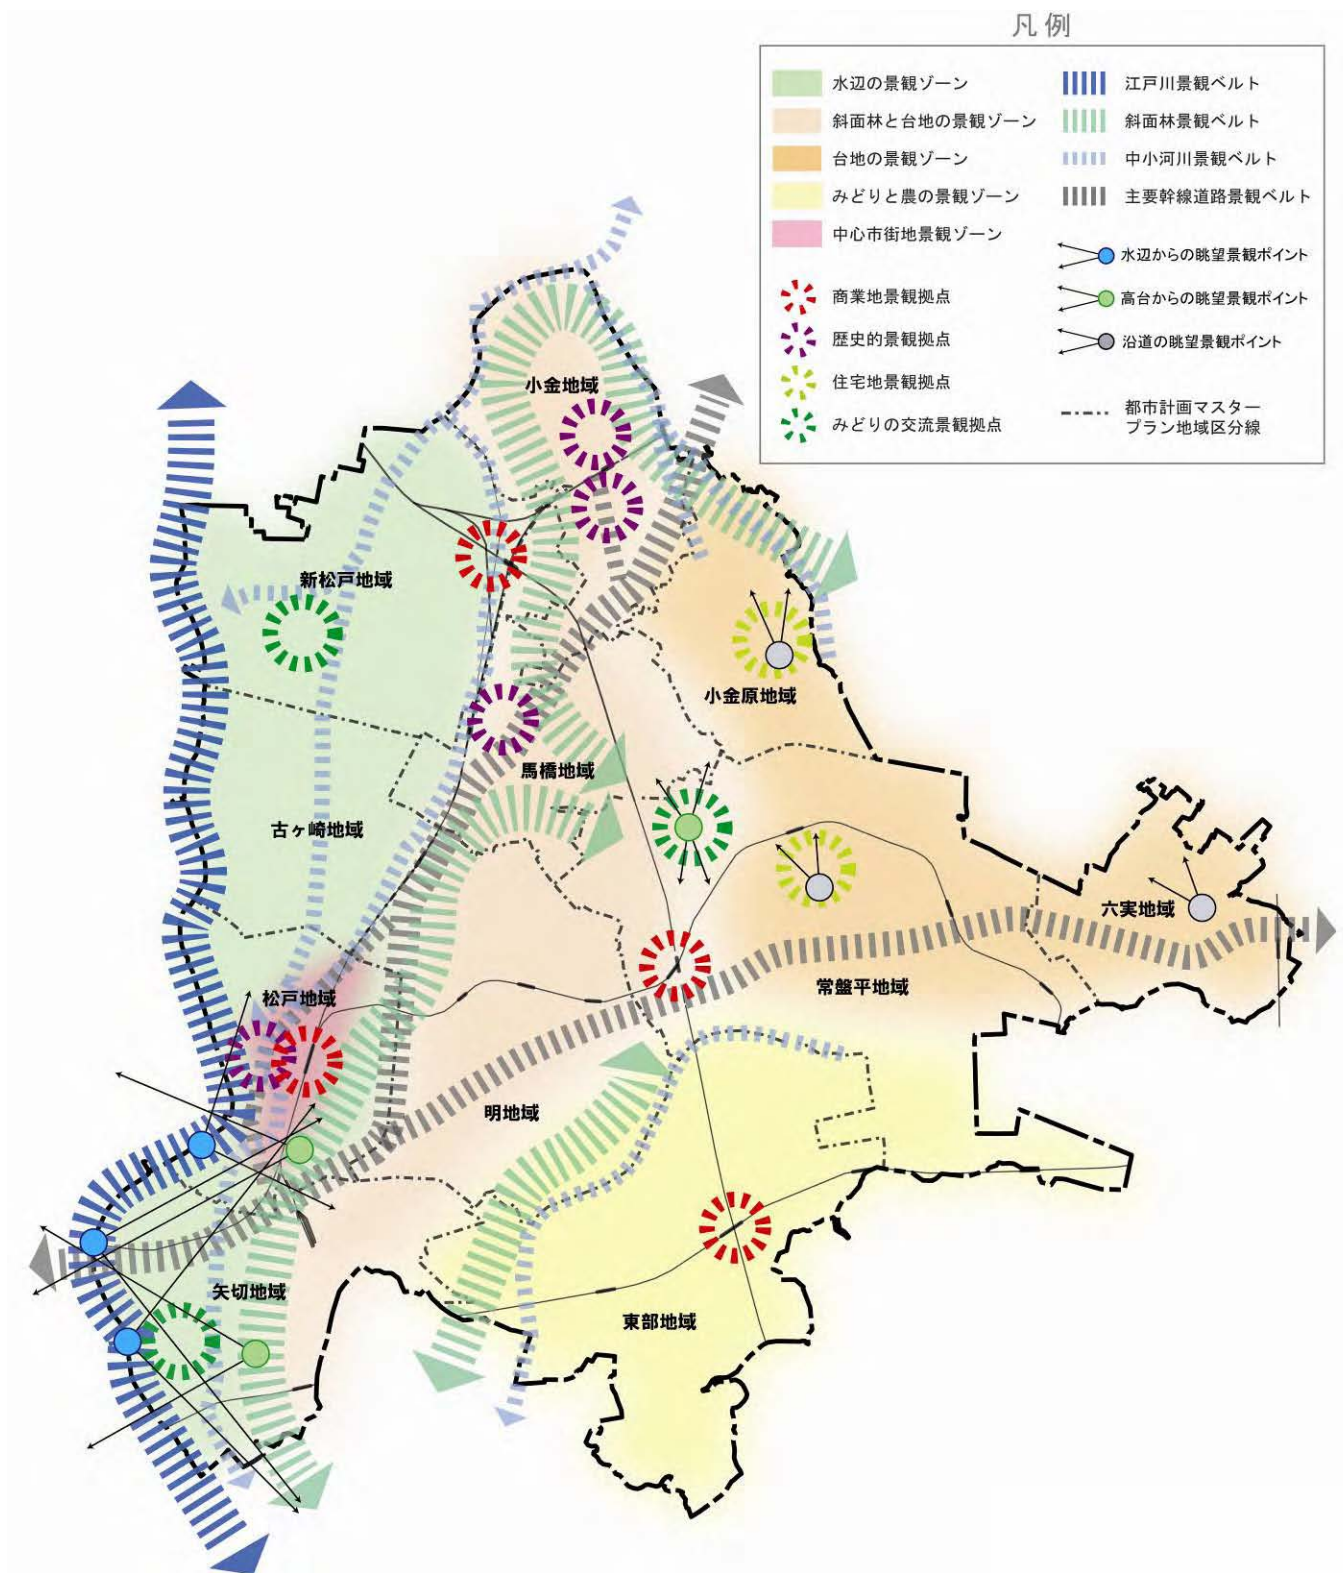 凡例
水辺の景観ゾーン
斜面林と台地の景観ゾーン
台地の景観ゾーン
みどりと農の景観ゾーン
中心市街地景観ゾーン
商業地景観拠点
歴史的景観拠点
住宅地景観拠点
みどりの交流景観拠点
江戸川景観ベルト
斜面林景観ベルト
中小河川景観ベルト
主要幹線道路景観ベルト
水辺からの眺望景観ポイント
高台からの眺望景観ポイント
沿道の眺望景観ポイント
都市計画マスター
プラン地域区分線
小金地域
新松戸地域
小金原地域
馬橋地域
古ヶ崎地域
六実地域
常盤平地域
松戸地域
明地域
矢切地域
東部地域